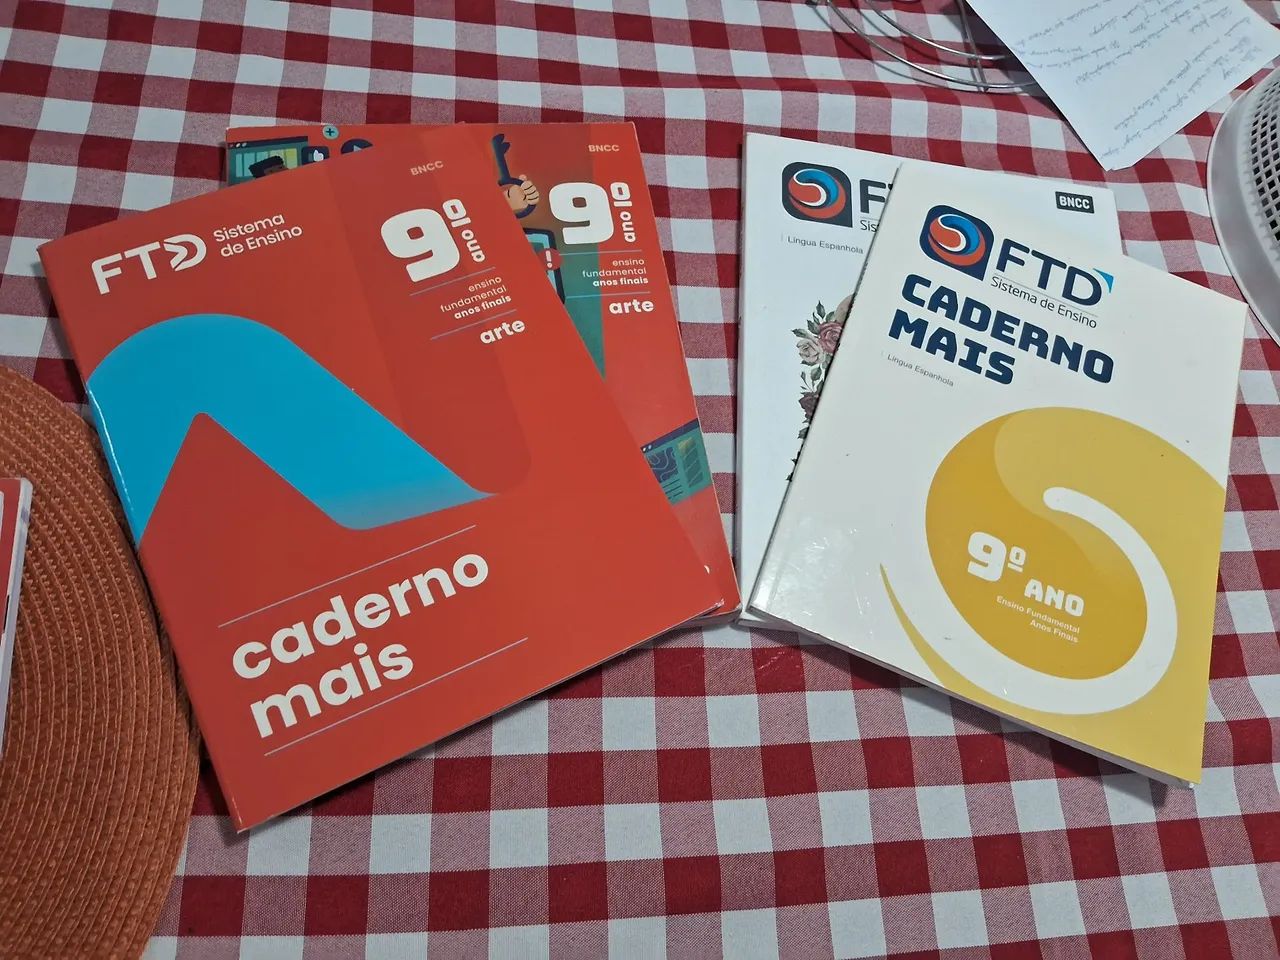 FTD
Sistema
de Ensino
BNCC
9º
ano
ensino
fundamental
anos finais
arte
caderno
mais
BNCC
9º
ano
ensino
fundamental
anos finais
arte
Língua Espanhola
BNCC
FTD
Sistema de Ensino
CADERNO
MAIS
Língua Espanhola
9º ANO
Ensino Fundamental
Anos Finais